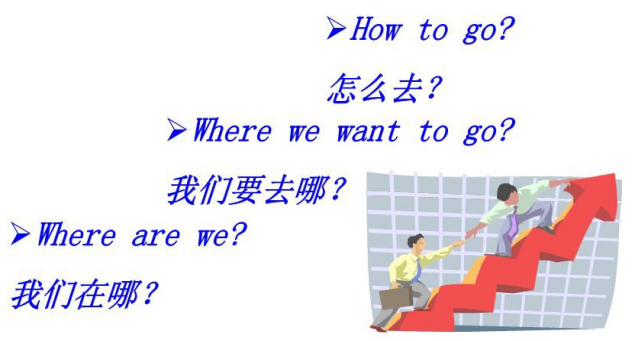 ➢How to go?
怎么去？
➢Where we want to go?
我们要去哪？
➢Where are we?
我们在哪？